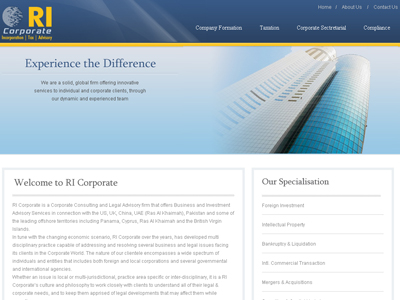 Home / About Us / Contact Us
RI
Corporate
Incorporation | Tax | Advisory
Company Formation Taxation Corporate Sectretarial Compliance
Experience the Difference
We are a solid, global firm offering innovative
services to individual and corporate clients, through
our dynamic and experienced team.
Welcome to RI Corporate
RI Corporate is a Corporate Consulting and Legal Advisory firm that offers Business and Investment
Advisory Services in connection with the US, UK, China, UAE (Ras Al Khaimah), Pakistan and some of
the leading offshore territories including Panama, Cyprus, Ras Al Khaimah and the British Virgin
Islands.
In tune with the changing economic scenario, RI Corporate over the years, has developed multi
disciplinary practice capable of addressing and resolving several business and legal issues facing
its clients in the Corporate World. The nature of our clientele encompasses a wide spectrum of
individuals and entities that includes both foreign and local corporations and several governmental
and international agencies.
Whether an issue is local or multi-jurisdictional, practice area specific or inter-disciplinary, it is a RI
Corporate's culture and philosophy to work closely with clients to understand all of their legal &
corporate needs, and to keep them apprised of legal developments that may affect them while
Our Specialisation
Foreign Investment
Intellectual Property
Bankruptcy & Liquidation
Intl. Commercial Transaction
Mergers & Acquisitions